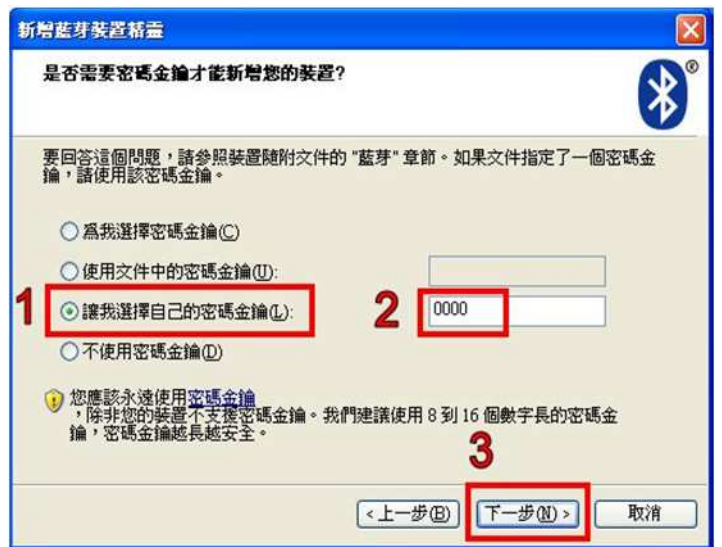 新增藍芽裝置精靈
是否需要密碼金鑰才能新增您的裝置?
®
要回答這個問題，請參照裝置隨附文件的 "藍芽" 章節。如果文件指定了一個密碼金
鑰，請使用該密碼金鑰。
為我選擇密碼金鑰(C)
使用文件中的密碼金鑰(U):
1 讓我選擇自己的密碼金鑰(L): 2 0000
不使用密碼金鑰(D)
您應該永遠使用密碼金鑰
，除非您的裝置不支援密碼金鑰。我們建議使用 8 到 16 個數字長的密碼金
鑰，密碼金鑰越長越安全。
3
<上一步(B) 下一步(N)> 取消